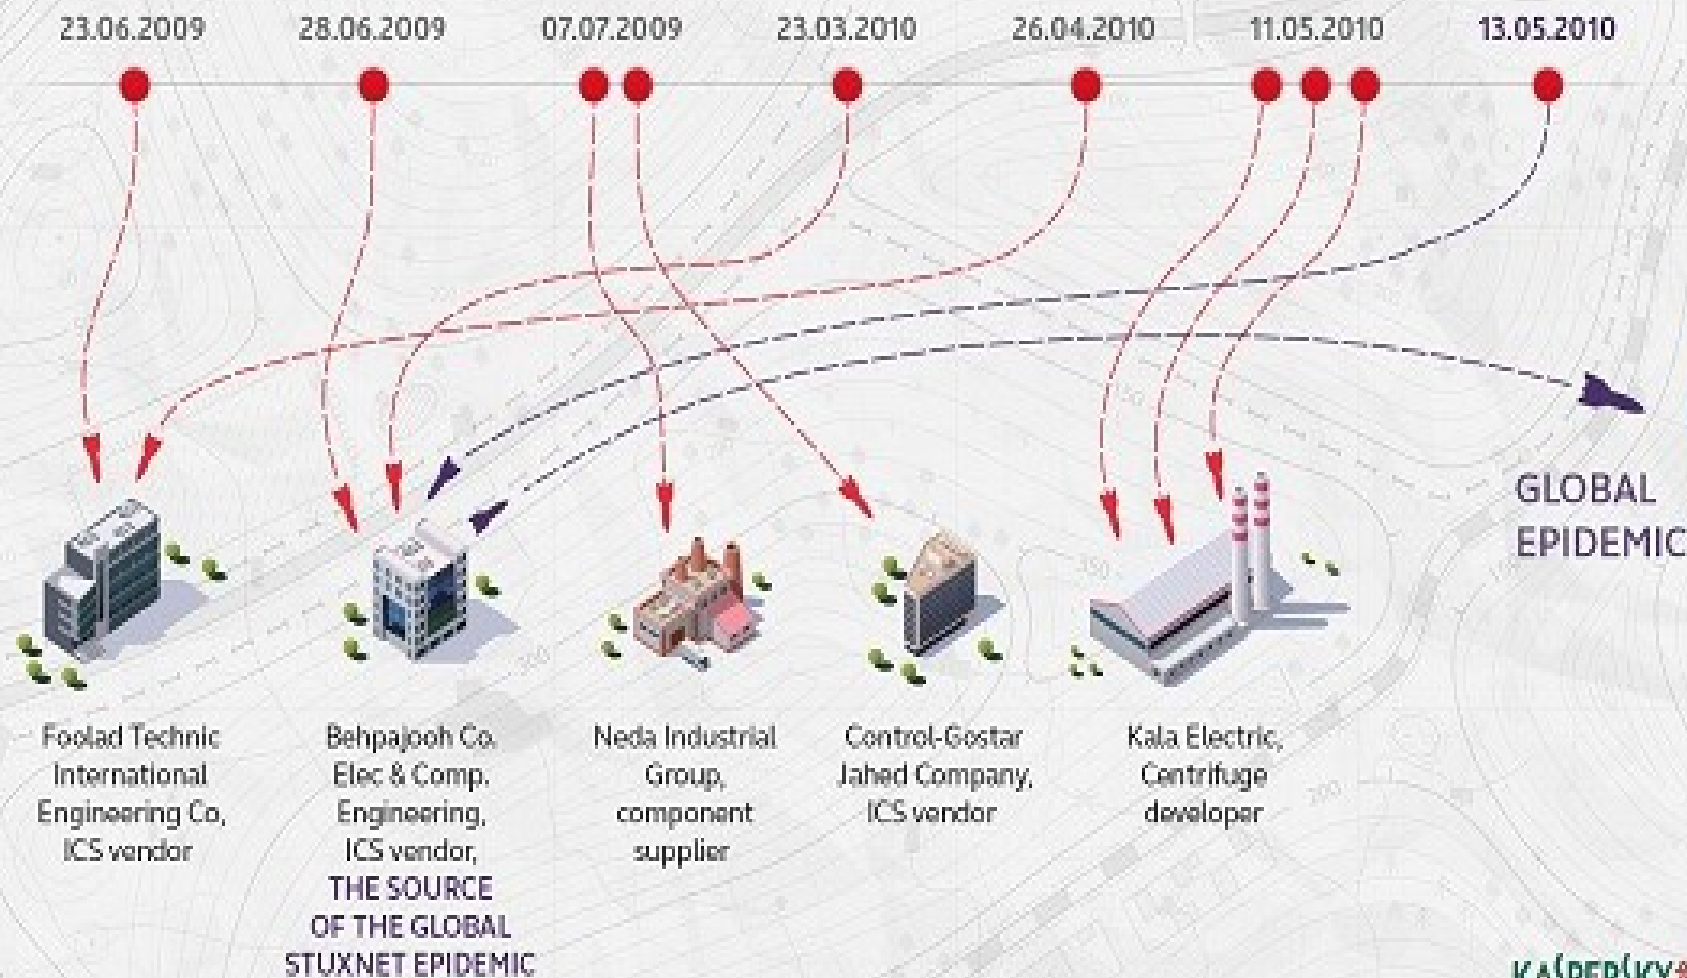 23.06.2009 28.06.2009 07.07.2009 23.03.2010 26.04.2010 11.05.2010 13.05.2010
GLOBAL
EPIDEMIC
Foolad Technic
International
Engineering Co,
ICS vendor
Behpajooh Co.
Elec & Comp.
Engineering,
ICS vendor,
THE SOURCE
OF THE GLOBAL
STUXNET EPIDEMIC
Neda Industrial
Group,
component
supplier
Control-Gostar
Jahed Company,
ICS vendor
Kala Electric,
Centrifuge
developer
KASPERSKY